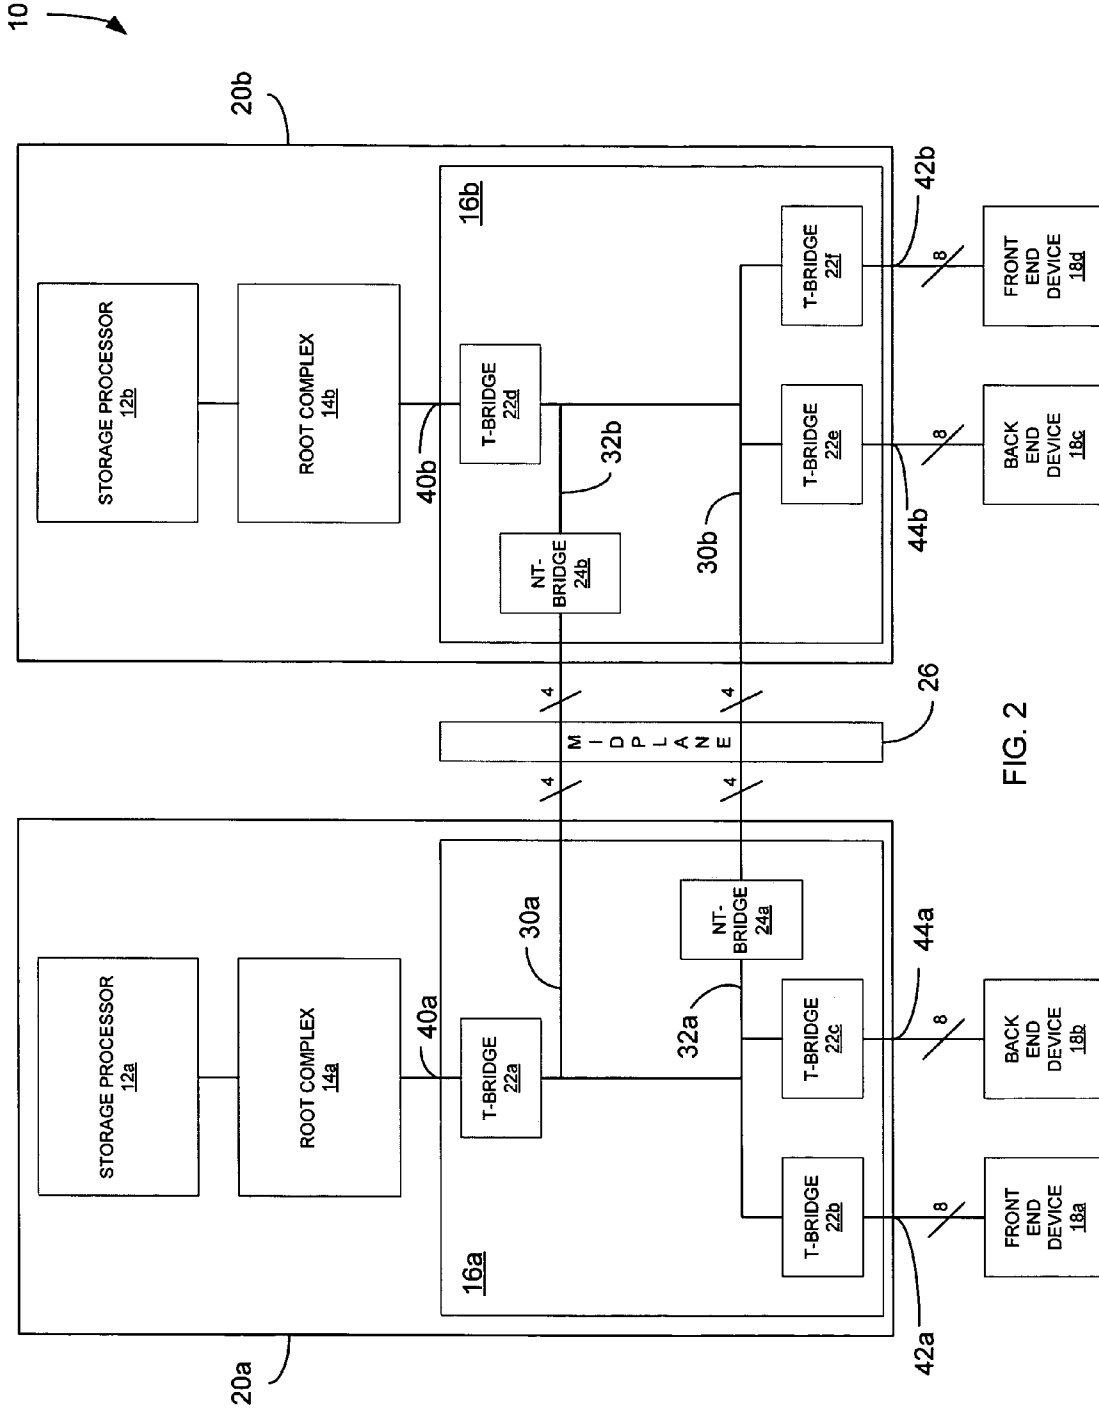 10
20a
20b
STORAGE PROCESSOR
12a
STORAGE PROCESSOR
12b
ROOT COMPLEX
14a
ROOT COMPLEX
14b
40a
40b
16a
16b
T-BRIDGE
22a
T-BRIDGE
22d
30a
32b
NT-
BRIDGE
24b
4
4
MIDPLANE
32a
NT-
BRIDGE
24a
4
4
30b
26
T-BRIDGE
22b
T-BRIDGE
22c
T-BRIDGE
22e
T-BRIDGE
22f
42a
44a
44b
42b
8
8
8
8
FRONT
END
DEVICE
18a
BACK
END
DEVICE
18b
BACK
END
DEVICE
18c
FRONT
END
DEVICE
18d
FIG. 2